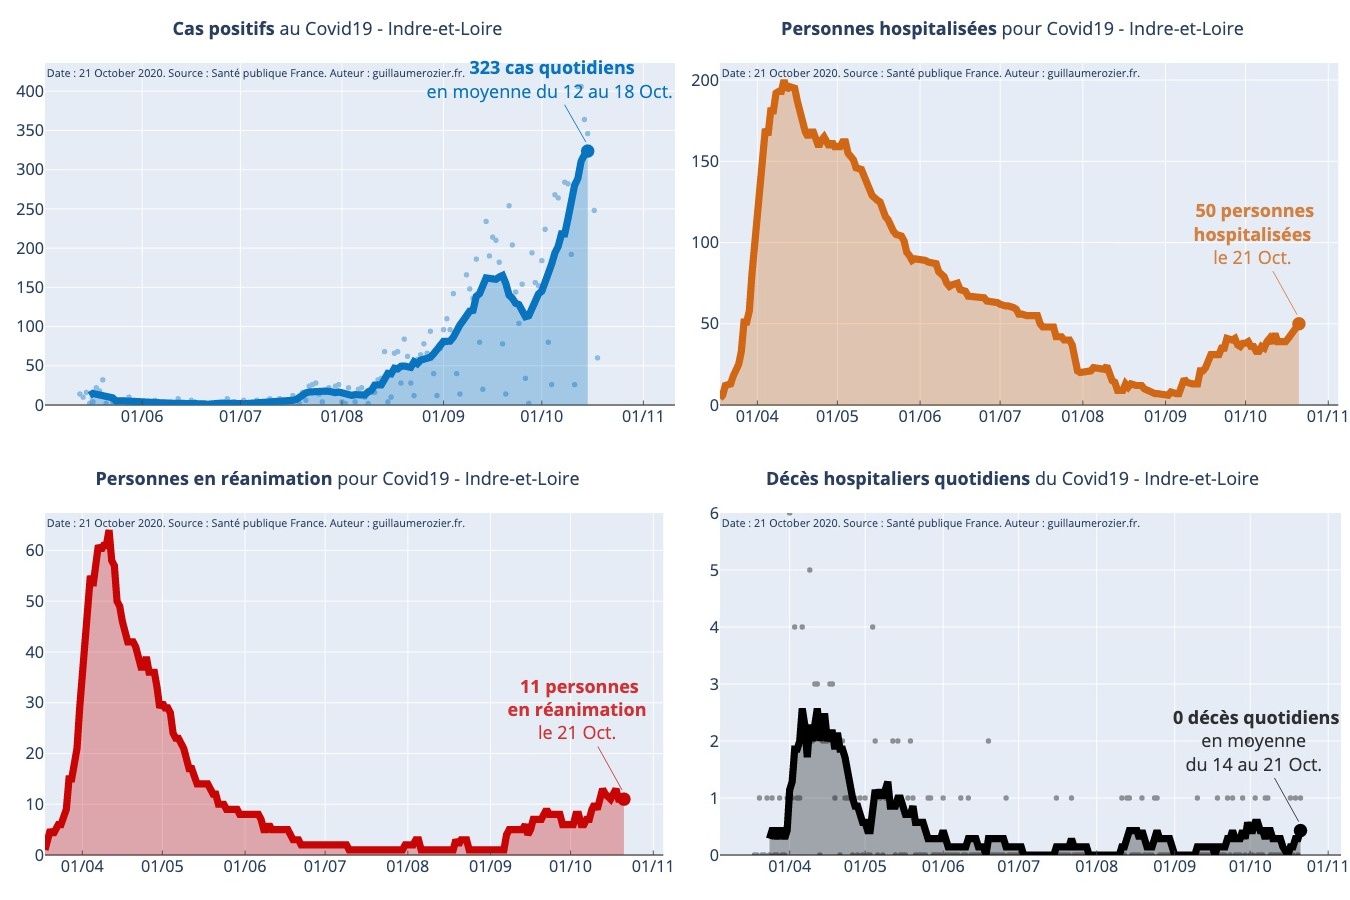 Cas positifs au Covid19 - Indre-et-Loire
Date : 21 October 2020. Source : Santé publique France. Auteur : guillaumerozier.fr.
323 cas quotidiens
en moyenne du 12 au 18 Oct.
400
350
300
250
200
150
100
50
0
01/06 01/07 01/08 01/09 01/10 01/11
Personnes hospitalisées pour Covid19 - Indre-et-Loire
Date : 21 October 2020. Source : Santé publique France. Auteur : guillaumerozier.fr.
200
150
100
50
0
50 personnes
hospitalisées
le 21 Oct.
01/04 01/05 01/06 01/07 01/08 01/09 01/10 01/11
Personnes en réanimation pour Covid19 - Indre-et-Loire
Date : 21 October 2020. Source : Santé publique France. Auteur : guillaumerozier.fr.
60
50
40
30
20
10
0
11 personnes
en réanimation
le 21 Oct.
01/04 01/05 01/06 01/07 01/08 01/09 01/10 01/11
Décès hospitaliers quotidiens du Covid19 - Indre-et-Loire
Date : 21 October 2020. Source : Santé publique France. Auteur : guillaumerozier.fr.
6
5
4
3
2
1
0
0 décès quotidiens
en moyenne
du 14 au 21 Oct.
01/04 01/05 01/06 01/07 01/08 01/09 01/10 01/11